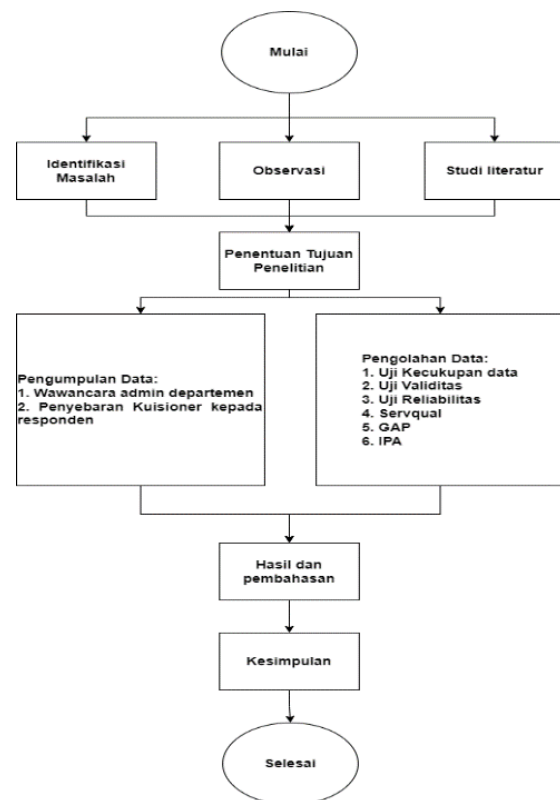 Mulai
Identifikasi
Masalah
Observasi
Studi literatur
Penentuan Tujuan
Penelitian
Pengumpulan Data:
1. Wawancara admin departemen
2. Penyebaran Kuisioner kepada
responden
Pengolahan Data:
1. Uji Kecukupan data
2. Uji Validitas
3. Uji Reliabilitas
4. Servqual
5. GAP
6. IPA
Hasil dan
pembahasan
Kesimpulan
Selesai